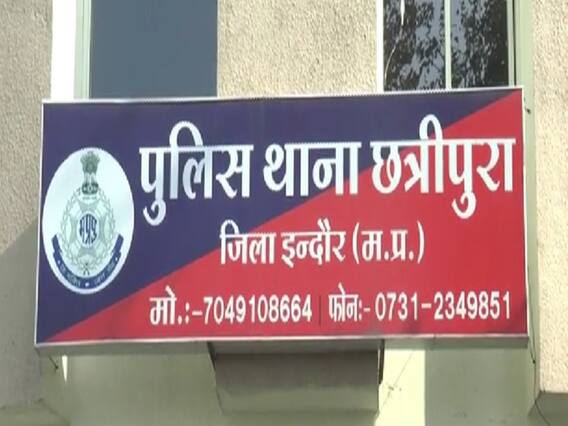 पुलिस थाना छत्रीपुरा
जिला इन्दौर (म.प्र.)
मो.:-7049108664 | फोन:- 0731-2349851